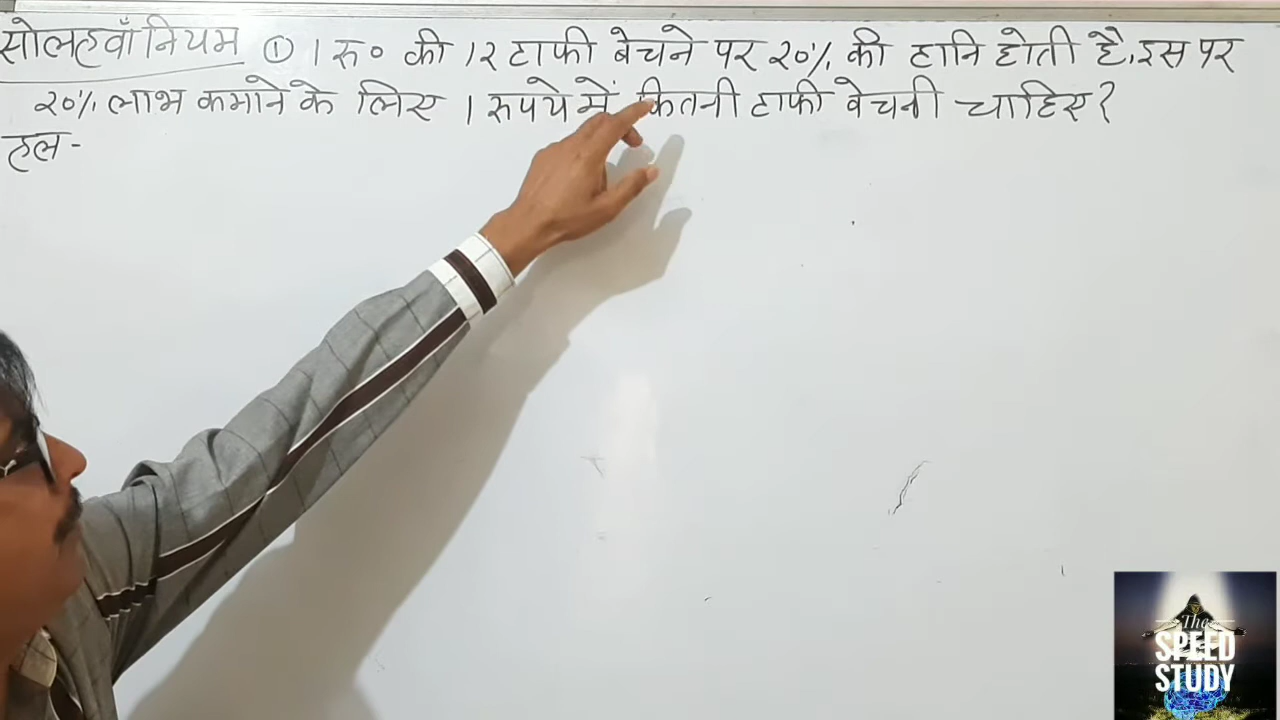 सोलहवाँ नियम ① 1 रु० की 12 टाफी बेचने पर 20% की हानि होती है, इस पर
20% लाभ कमाने के लिए 1 रुपये में कितनी टाफी बेचनी चाहिए?
हल -
The
SPEED
STUDY